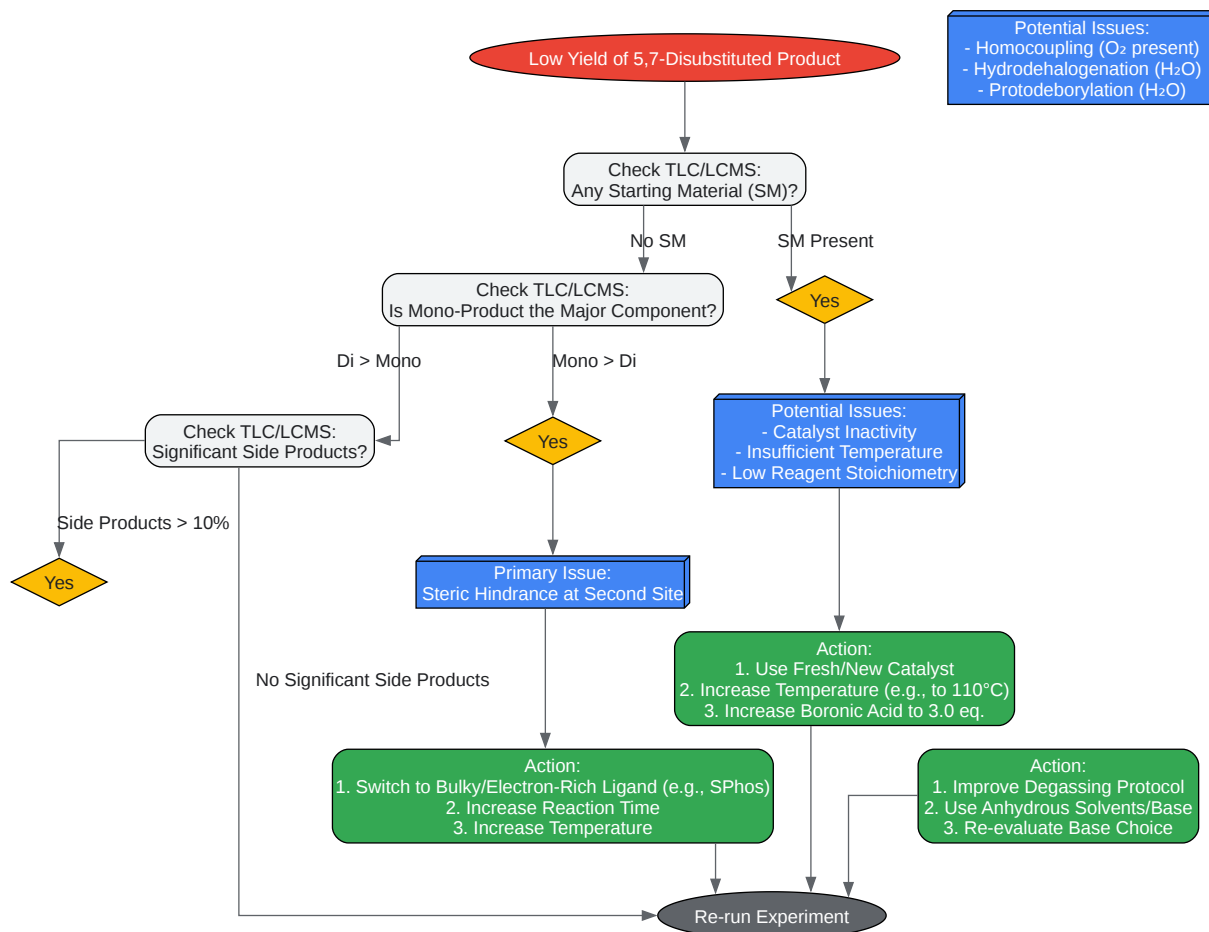 Potential Issues:
- Homocoupling (O₂ present)
- Hydrodehalogenation (H₂O)
- Protodeborylation (H₂O)
Low Yield of 5,7-Disubstituted Product
Check TLC/LCMS:
Any Starting Material (SM)?
No SM
SM Present
Check TLC/LCMS:
Is Mono-Product the Major Component?
Yes
Di > Mono
Mono > Di
Check TLC/LCMS:
Significant Side Products?
Yes
Potential Issues:
- Catalyst Inactivity
- Insufficient Temperature
- Low Reagent Stoichiometry
Side Products > 10%
Yes
Primary Issue:
Steric Hindrance at Second Site
No Significant Side Products
Action:
1. Use Fresh/New Catalyst
2. Increase Temperature (e.g., to 110°C)
3. Increase Boronic Acid to 3.0 eq.
Action:
1. Switch to Bulky/Electron-Rich Ligand (e.g., SPhos)
2. Increase Reaction Time
3. Increase Temperature
Action:
1. Improve Degassing Protocol
2. Use Anhydrous Solvents/Base
3. Re-evaluate Base Choice
Re-run Experiment